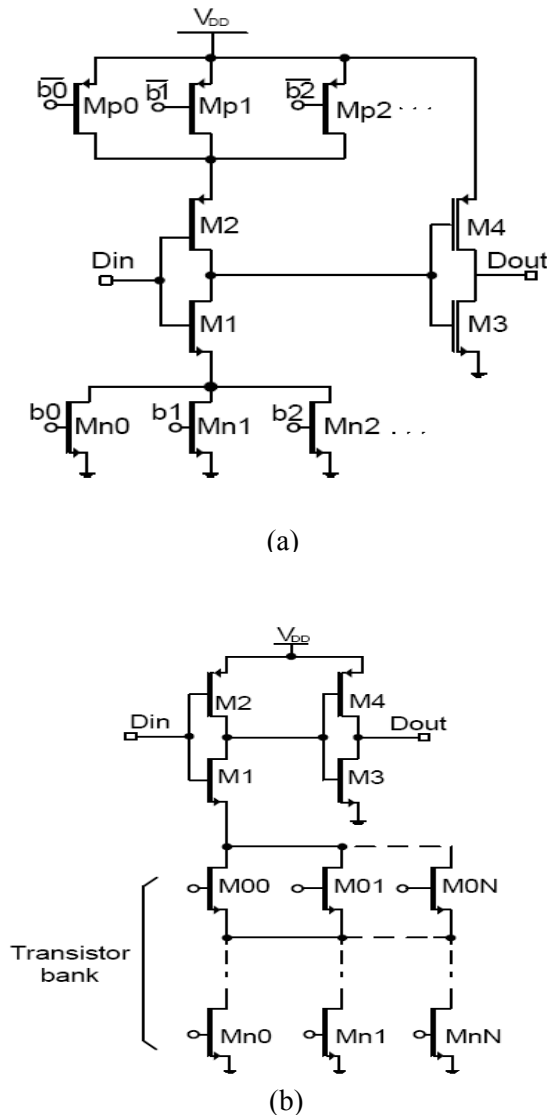 VDD
b0 b1 b2
Mp0 Mp1 Mp2 ...
M2 M4
Din Dout
M1 M3
b0 b1 b2
Mn0 Mn1 Mn2 ...
(a)
VDD
M2 M4
Din Dout
M1 M3
M00 M01 M0N
Transistor
bank
Mn0 Mn1 MnN
(b)